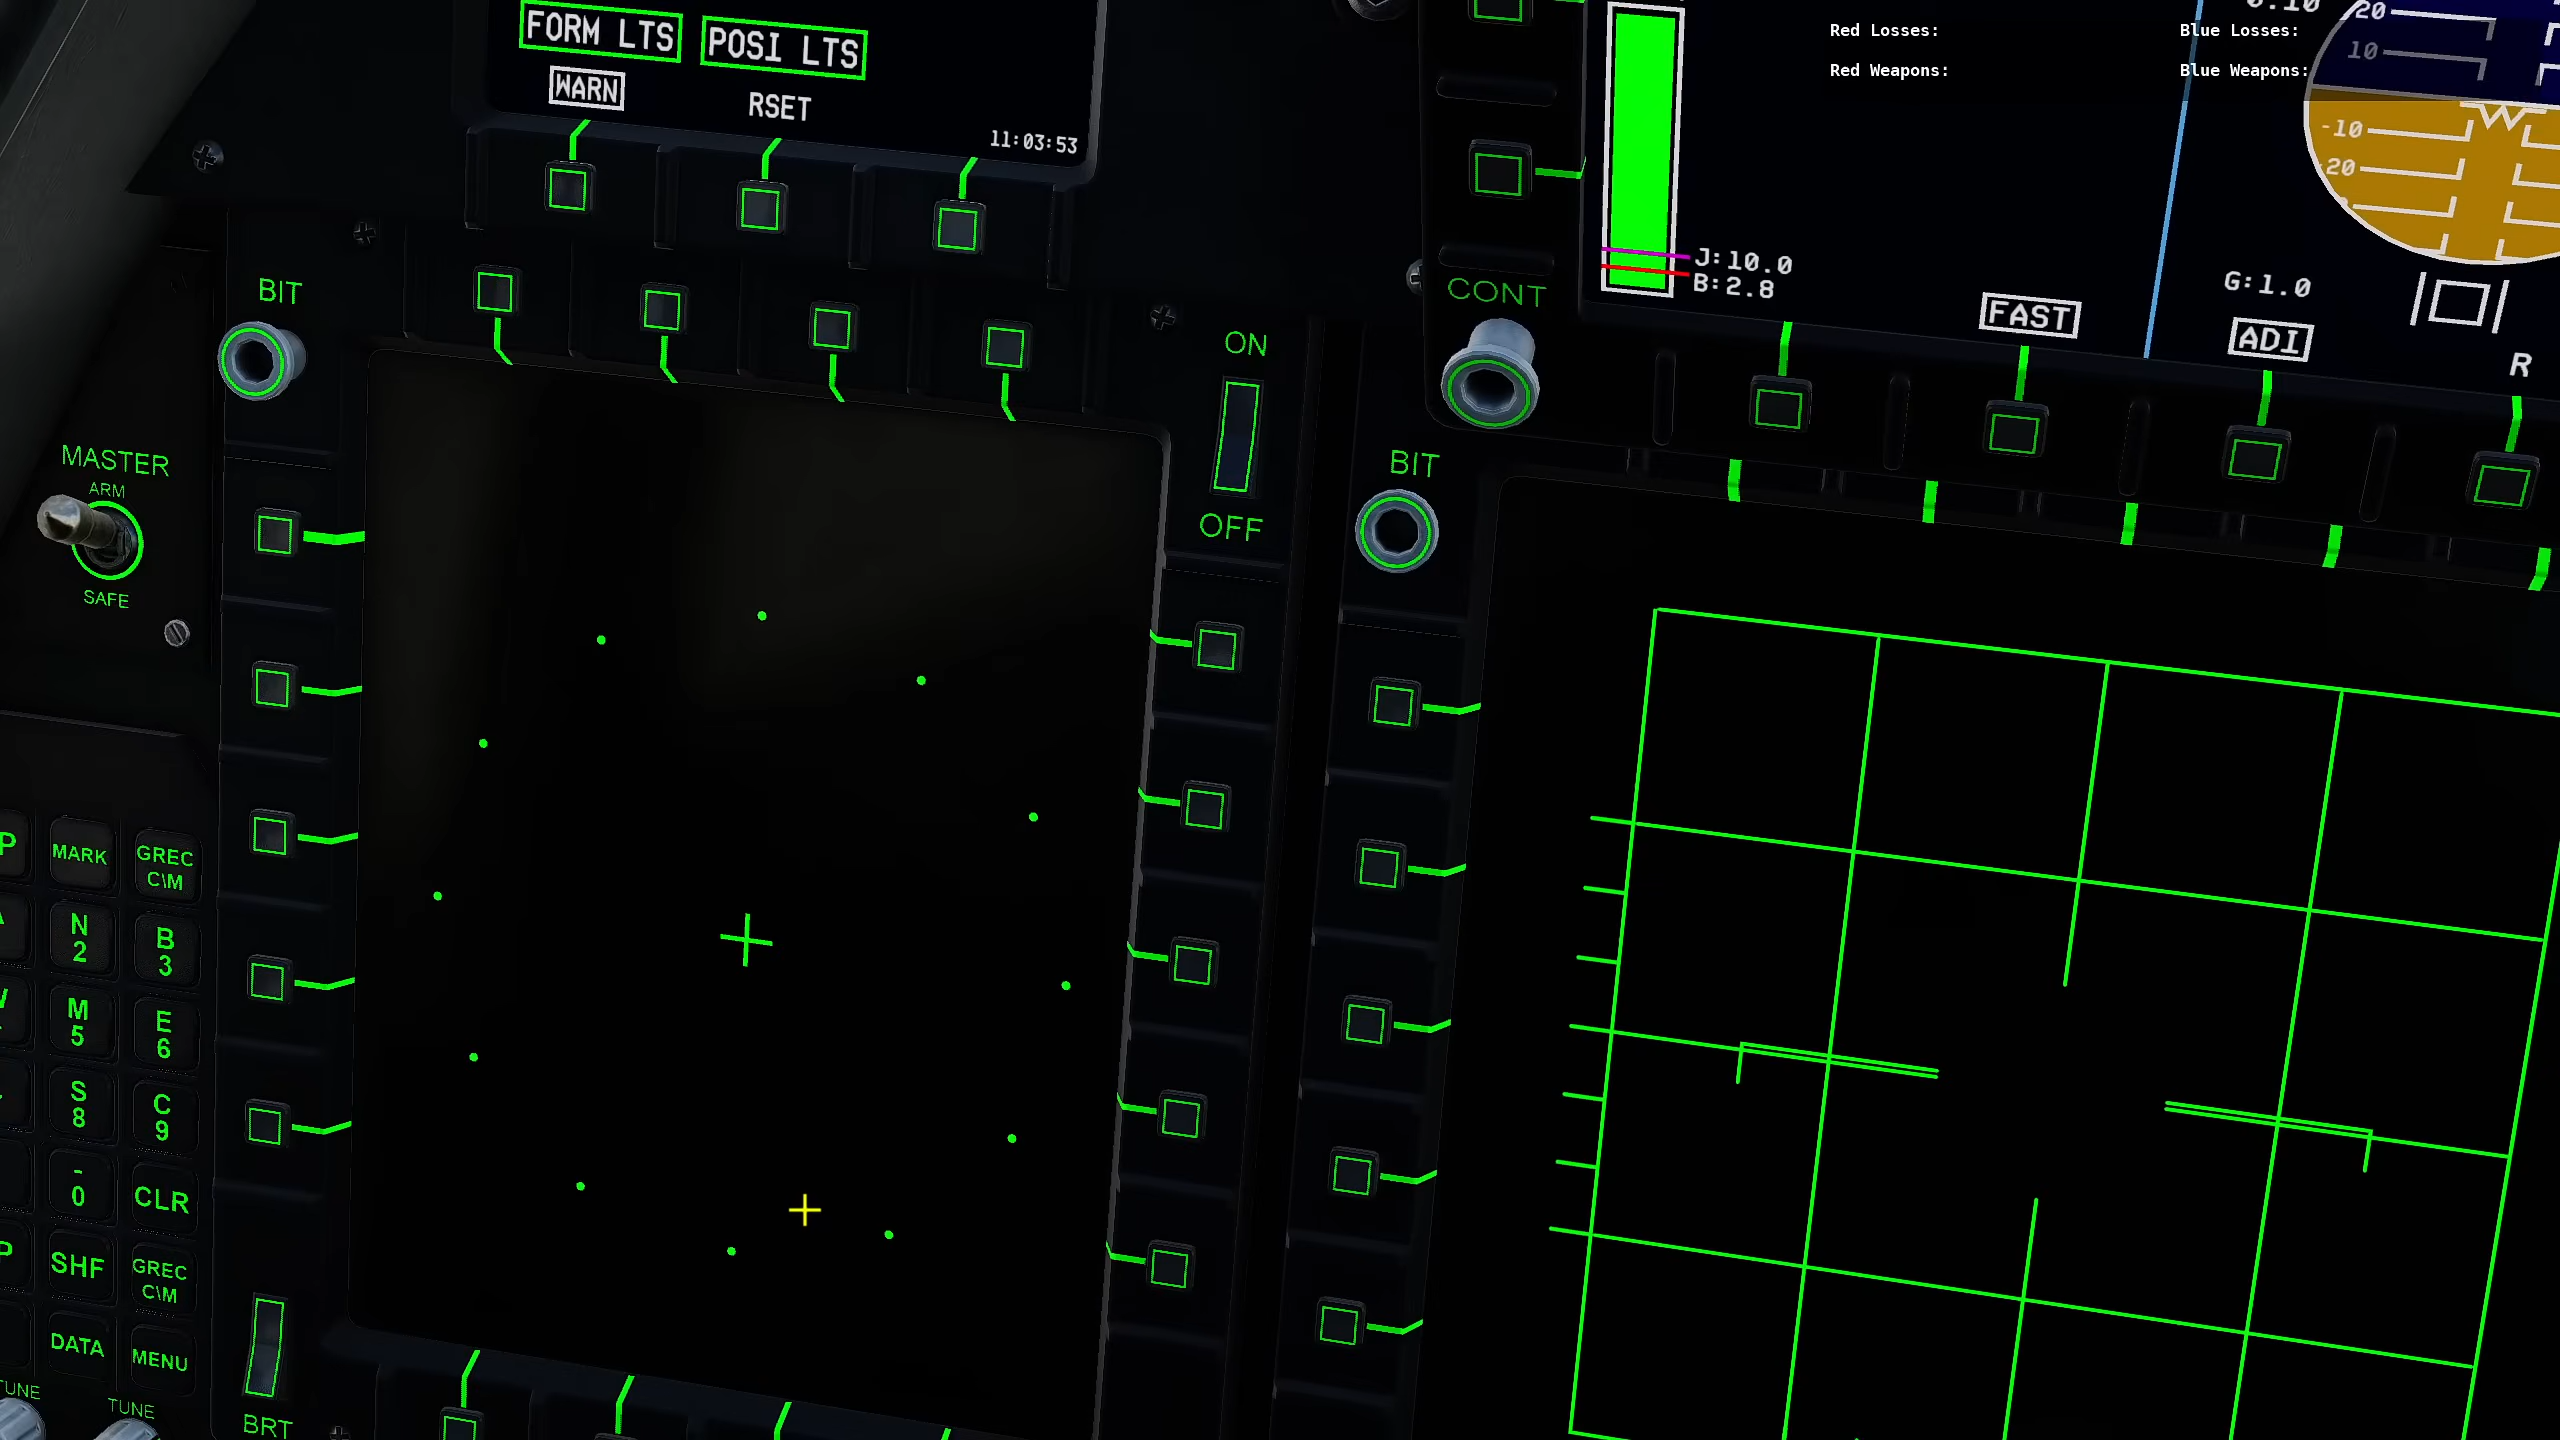 FORM LTS POSI LTS
WARN
RSET
11:03:53
Red Losses:
Blue Losses:
Red Weapons:
Blue Weapons:
20
10
-10
20
J:10.0
B:2.8
G:1.0
FAST
ADI
R
BIT
ON
OFF
CONT
BIT
MASTER
ARM
SAFE
P
MARK
GREC
C\M
N
2
B
3
M
5
E
6
S
8
C
9
-
0
CLR
P
SHF
GREC
C\M
DATA
MENU
TUNE
TUNE
BRT